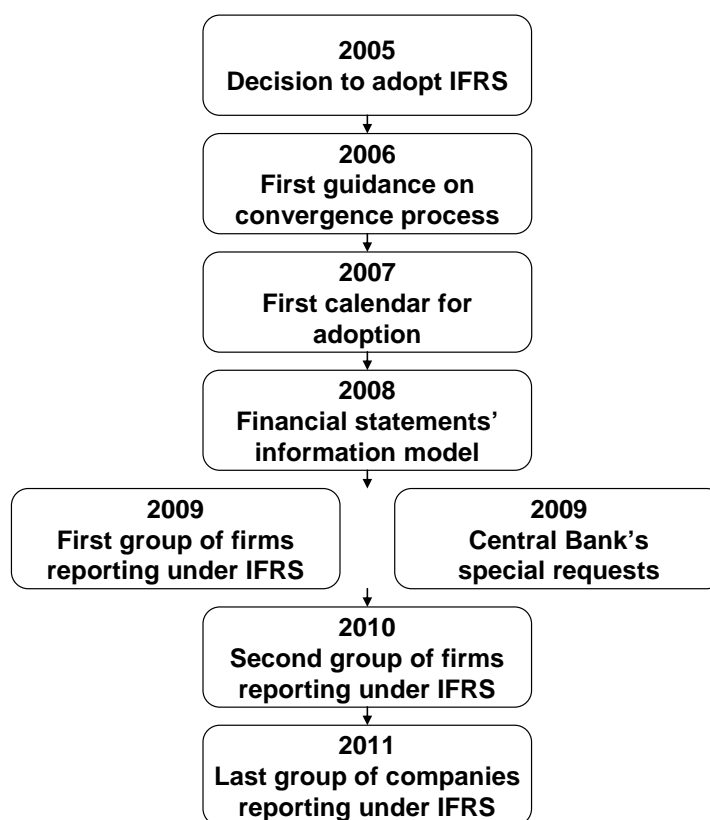 2005
Decision to adopt IFRS
2006
First guidance on
convergence process
2007
First calendar for
adoption
2008
Financial statements’
information model
2009
First group of firms
reporting under IFRS
2009
Central Bank’s
special requests
2010
Second group of firms
reporting under IFRS
2011
Last group of companies
reporting under IFRS